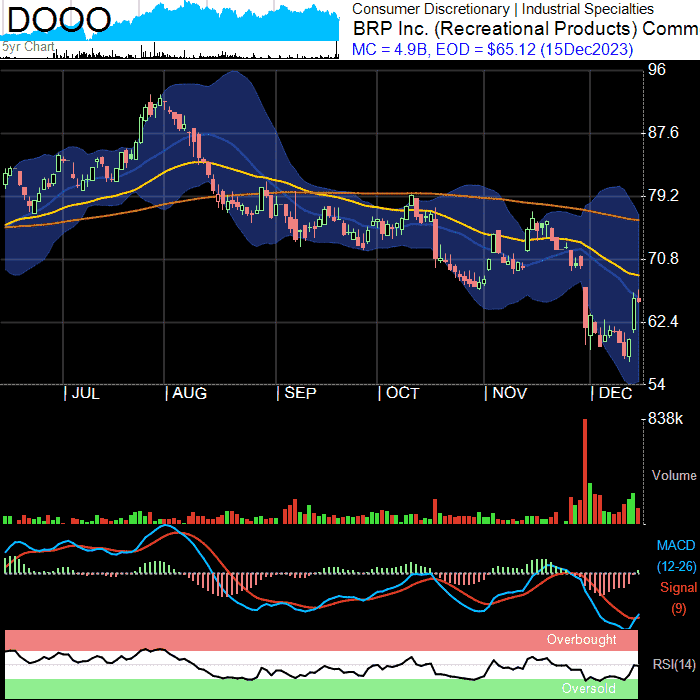 DOOO
5yr Chart
Consumer Discretionary | Industrial Specialties
BRP Inc. (Recreational Products) Comm
MC = 4.9B, EOD = $65.12 (15Dec2023)
96
87.6
79.2
70.8
62.4
54
| JUL | AUG | SEP | OCT | NOV | DEC
838k
Volume
MACD
(12-26)
Signal
(9)
Overbought
RSI(14)
Oversold